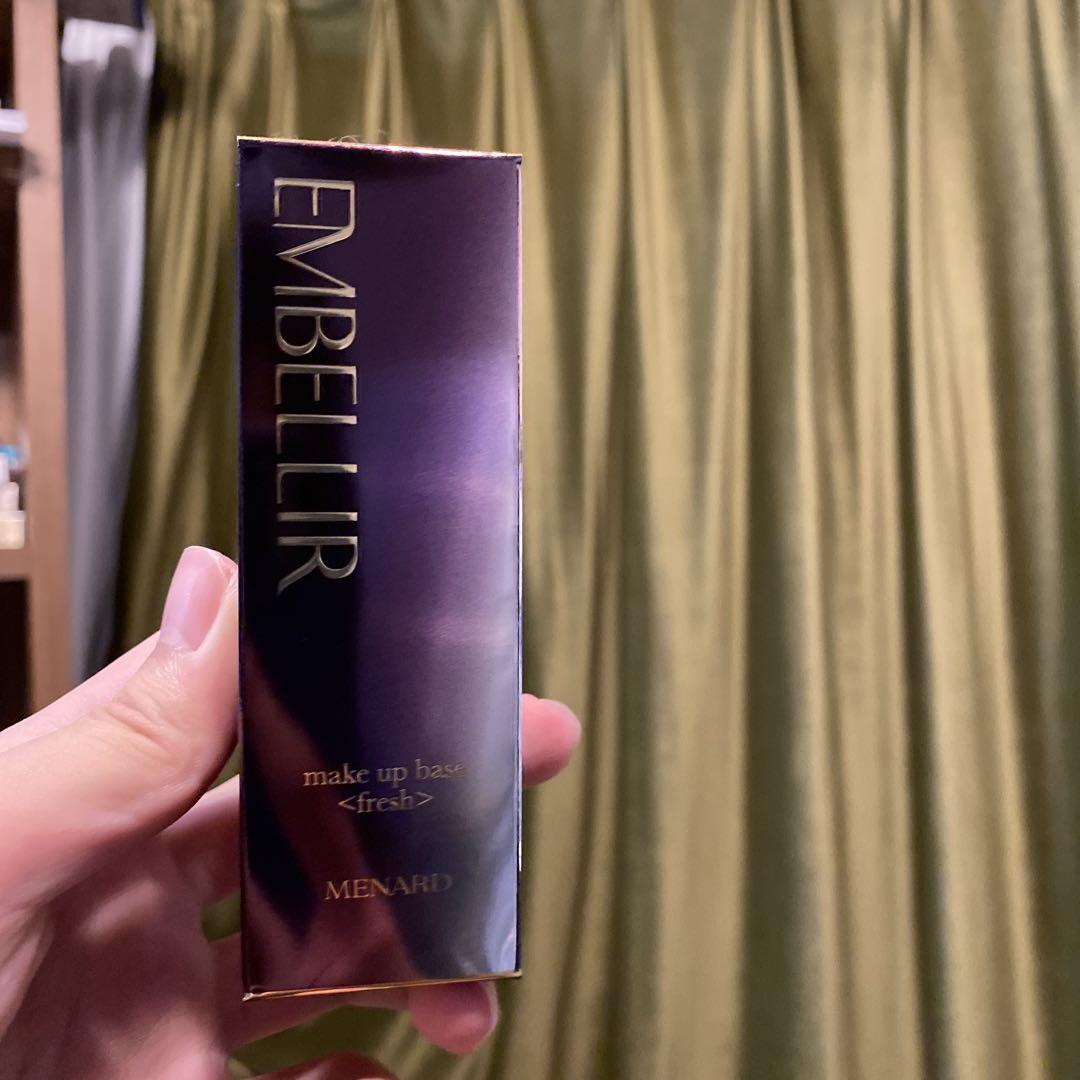 EMBELLIR
make up base
<fresh>
MENARD